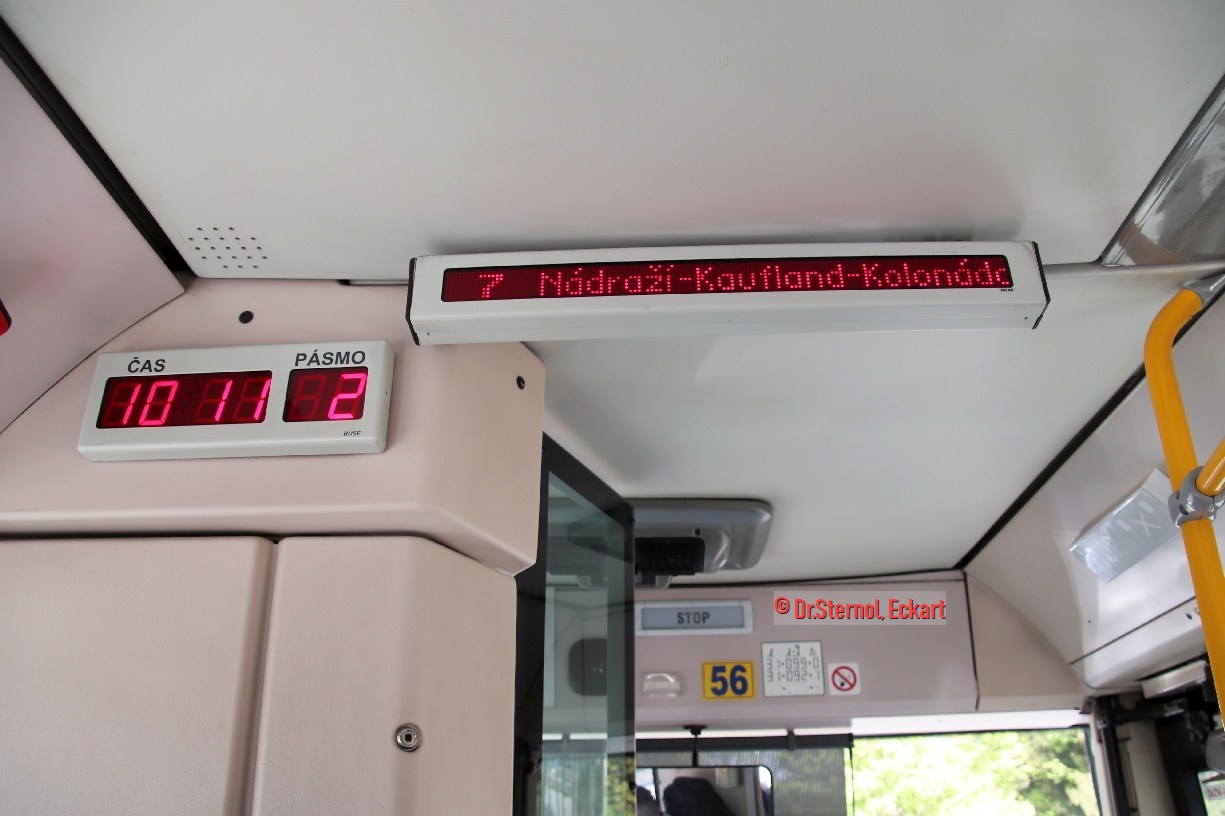 7 Nádraží-Kaufland-Kolonáda
ČAS PÁSMO
10 11 2
BUSE
STOP
© Dr.Sternol, Eckart
56